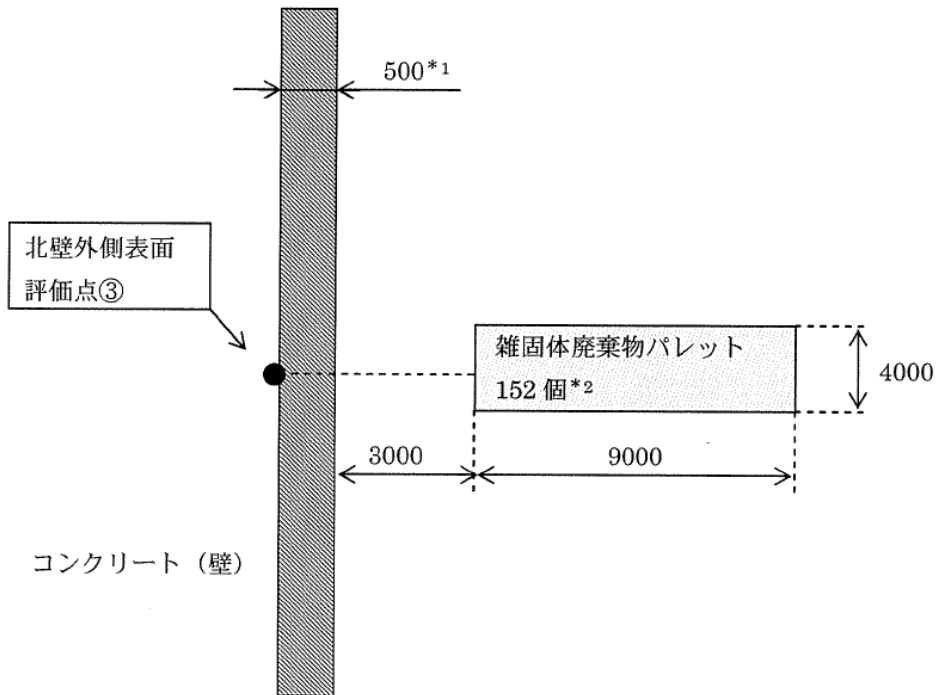 500*1
北壁外側表面
評価点③
雑固体廃棄物パレット
152 個*2
4000
3000
9000
コンクリート（壁）